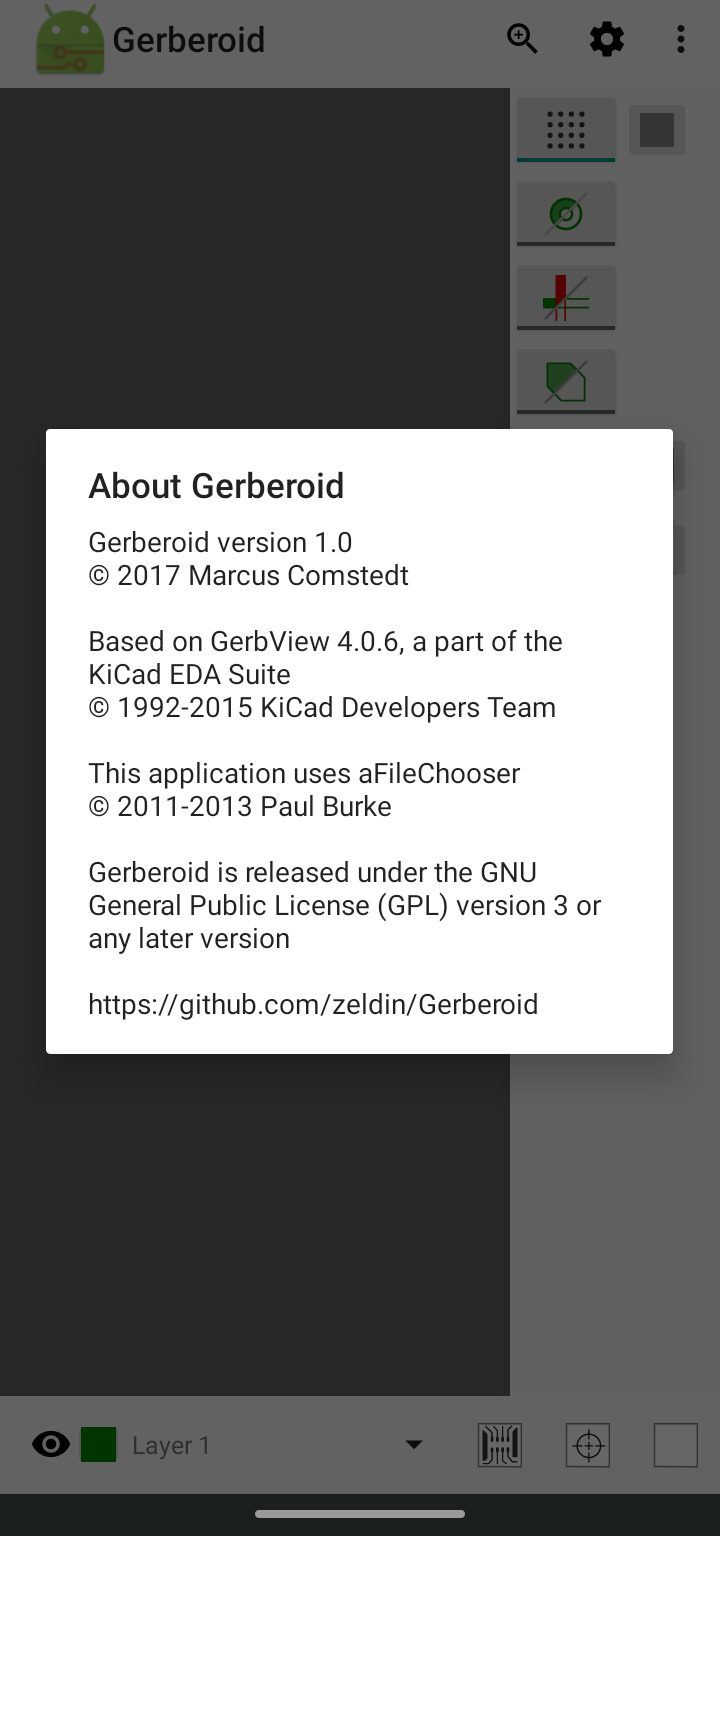 Gerberoid
About Gerberoid
Gerberoid version 1.0
© 2017 Marcus Comstedt
Based on GerbView 4.0.6, a part of the
KiCad EDA Suite
© 1992-2015 KiCad Developers Team
This application uses aFileChooser
© 2011-2013 Paul Burke
Gerberoid is released under the GNU
General Public License (GPL) version 3 or
any later version
https://github.com/zeldin/Gerberoid
Layer 1